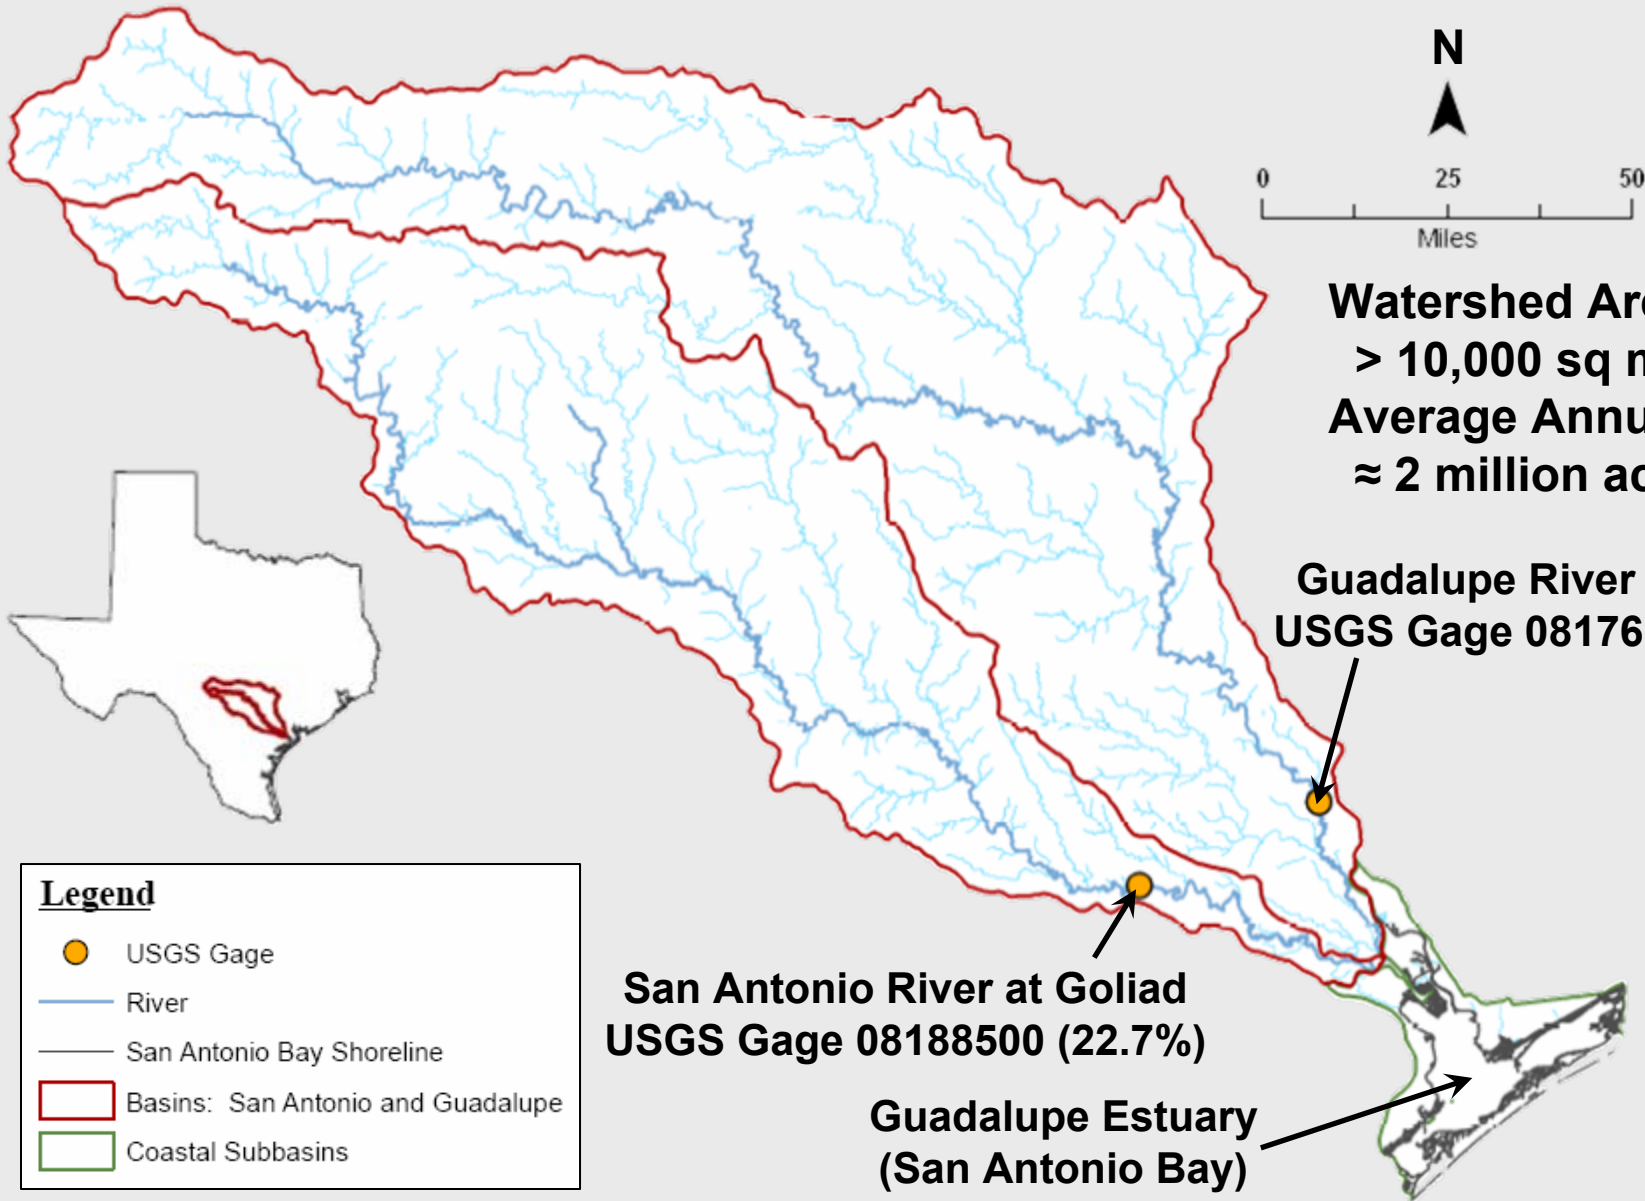 N
0 25 50
Miles
Watershed Are
> 10,000 sq m
Average Annu
≈ 2 million ac
Guadalupe River
USGS Gage 08176
San Antonio River at Goliad
USGS Gage 08188500 (22.7%)
Guadalupe Estuary
(San Antonio Bay)
Legend
USGS Gage
River
San Antonio Bay Shoreline
Basins: San Antonio and Guadalupe
Coastal Subbasins